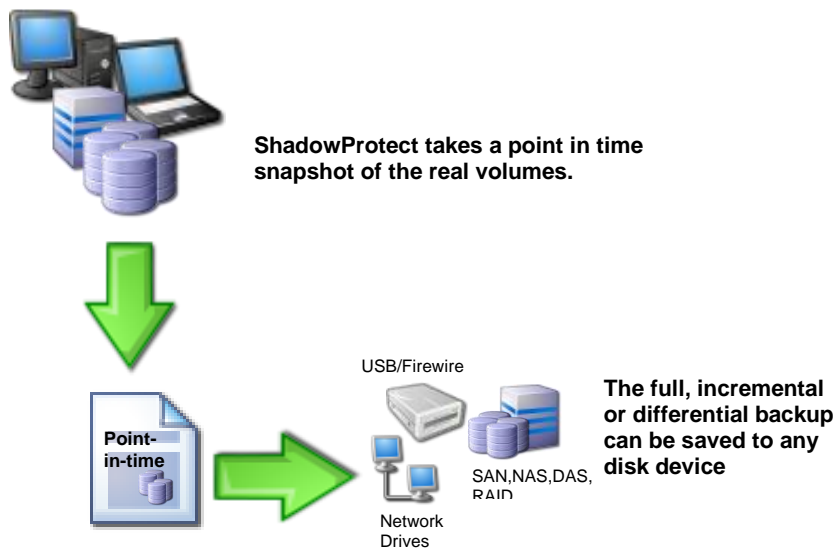 ShadowProtect takes a point in time
snapshot of the real volumes.
USB/Firewire
The full, incremental
or differential backup
can be saved to any
disk device
Point-
in-time
SAN,NAS,DAS,
RAID
Network
Drives